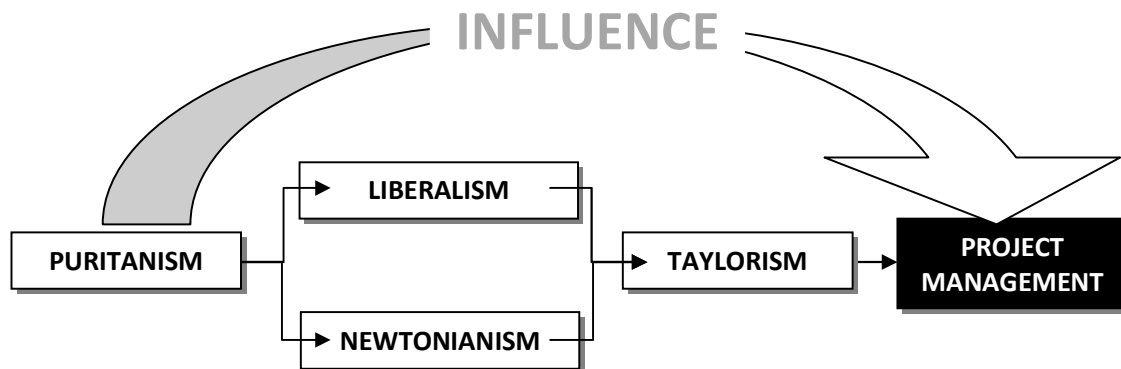 INFLUENCE
LIBERALISM
PURITANISM
TAYLORISM
PROJECT
MANAGEMENT
NEWTONIANISM